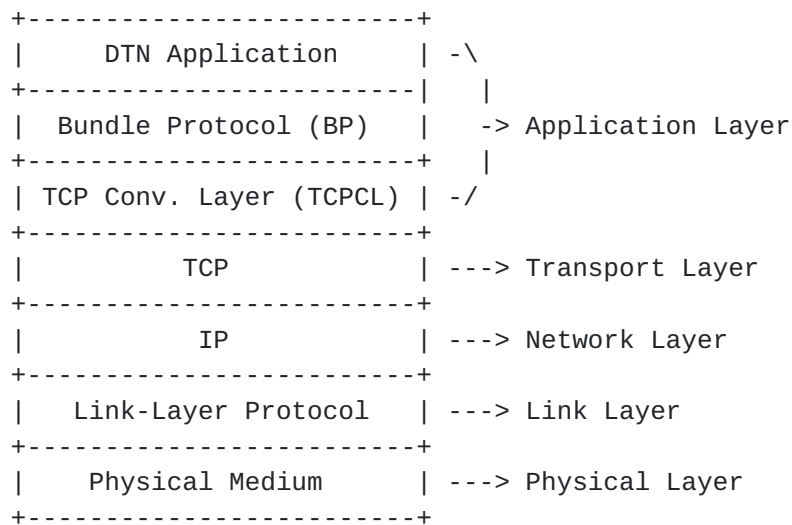 +-------------------------+
|     DTN Application     | -\
+-------------------------|   |
|  Bundle Protocol (BP)   |   -> Application Layer
+-------------------------+   |
| TCP Conv. Layer (TCPCL) | -/
+-------------------------+
|          TCP            | ---> Transport Layer
+-------------------------+
|           IP            | ---> Network Layer
+-------------------------+
|   Link-Layer Protocol   | ---> Link Layer
+-------------------------+
|    Physical Medium      | ---> Physical Layer
+-------------------------+